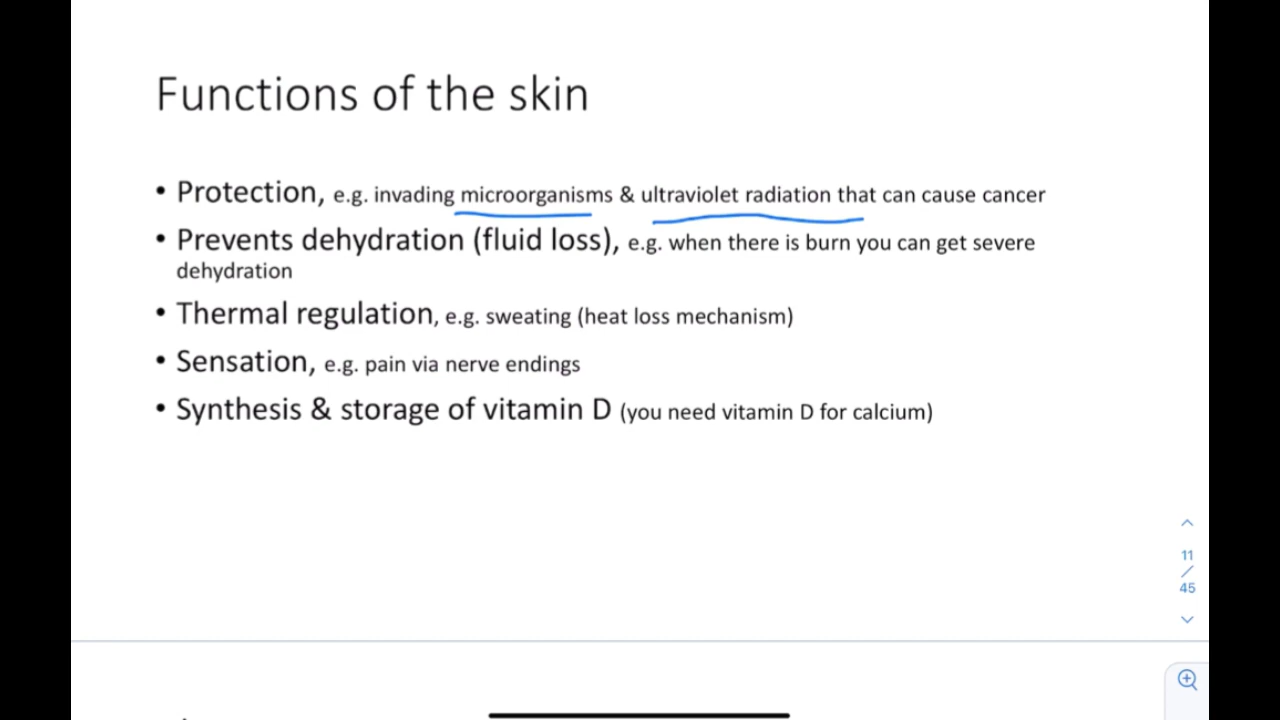 Functions of the skin
• Protection, e.g. invading microorganisms & ultraviolet radiation that can cause cancer
• Prevents dehydration (fluid loss), e.g. when there is burn you can get severe
dehydration
• Thermal regulation, e.g. sweating (heat loss mechanism)
• Sensation, e.g. pain via nerve endings
• Synthesis & storage of vitamin D (you need vitamin D for calcium)
11
/
45